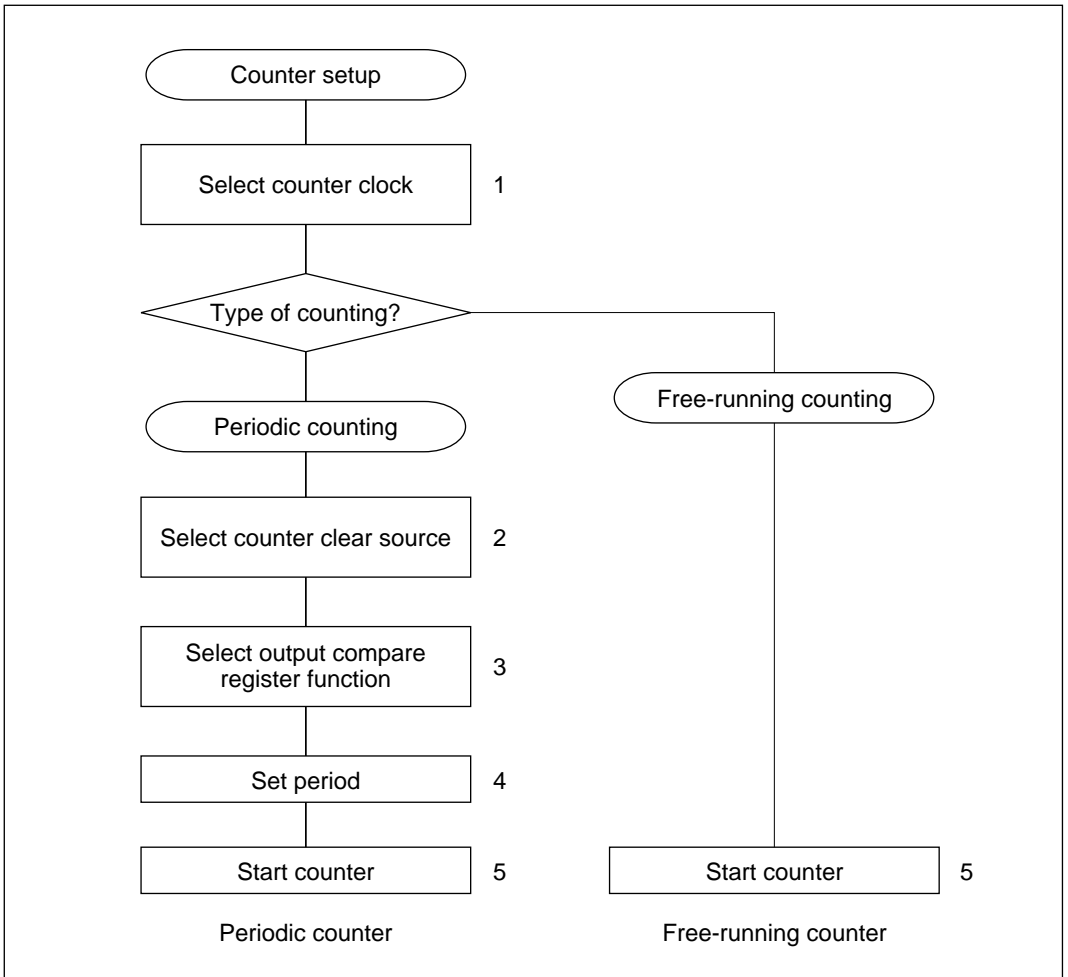 Counter setup
Select counter clock
1
Type of counting?
Free-running counting
Periodic counting
Select counter clear source
2
Select output compare
register function
3
Set period
4
Start counter
5
Start counter
5
Periodic counter
Free-running counter